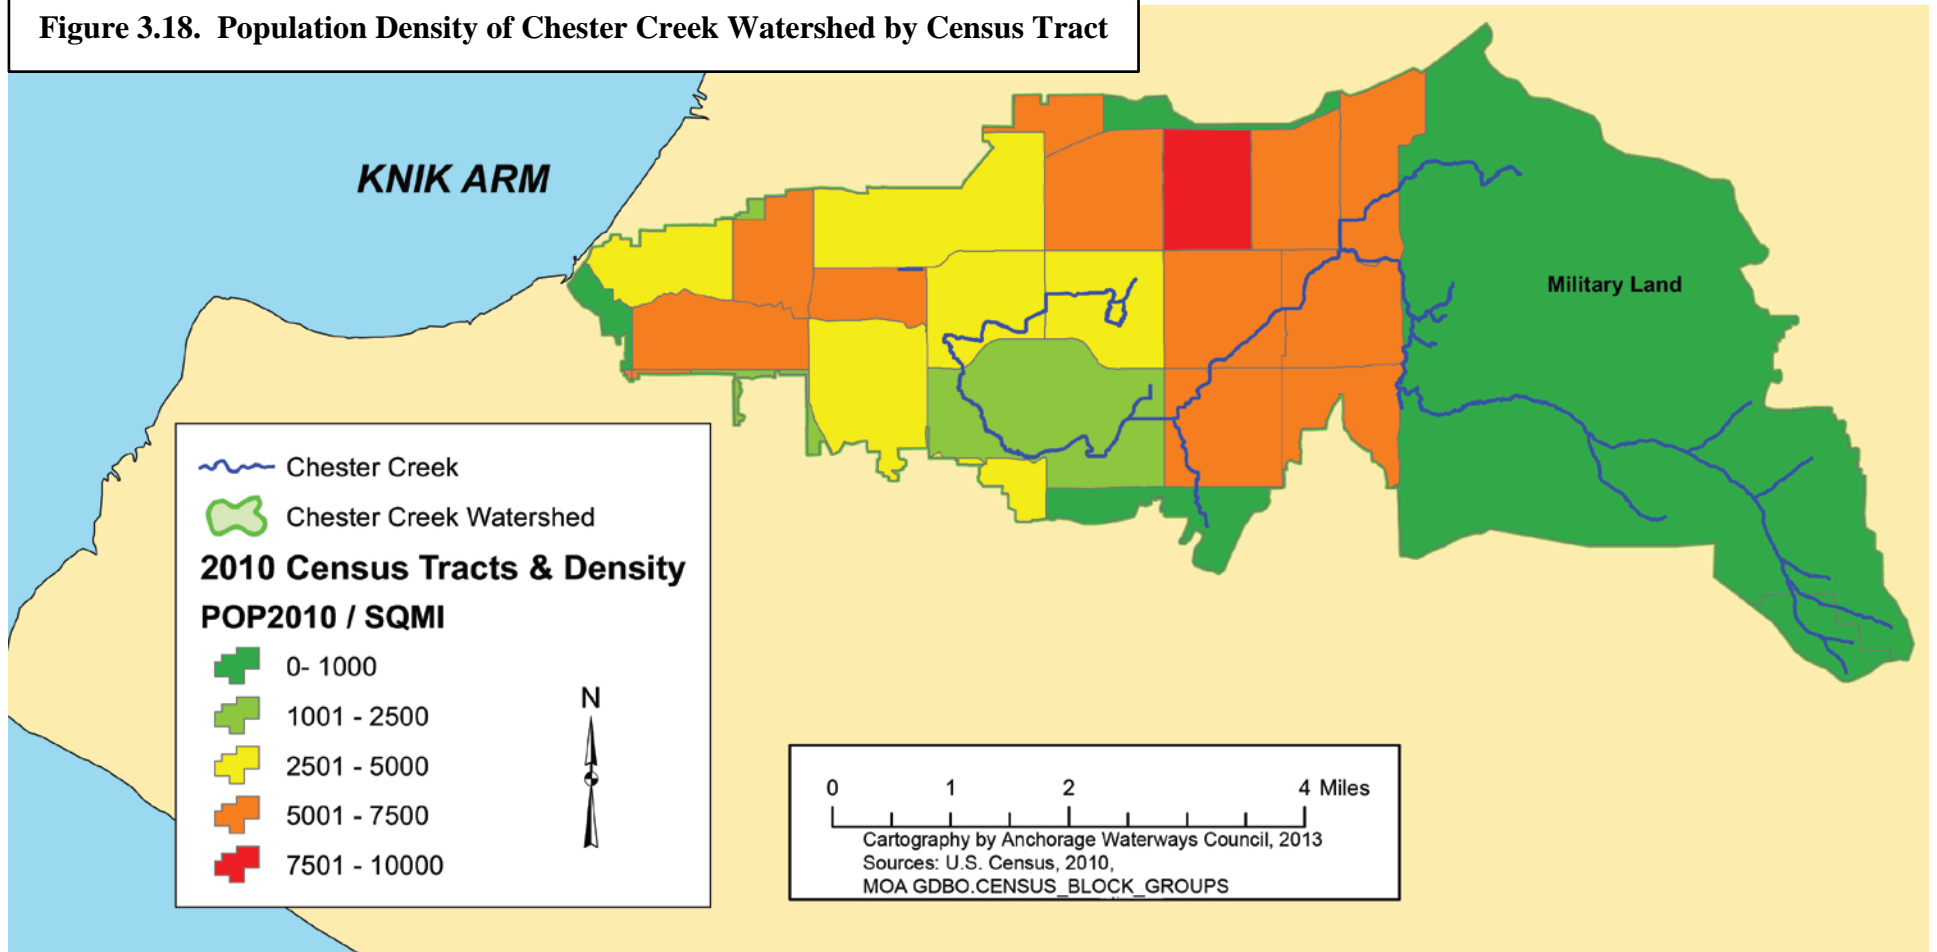 Figure 3.18. Population Density of Chester Creek Watershed by Census Tract
KNIK ARM
Military Land
Chester Creek
Chester Creek Watershed
2010 Census Tracts & Density
POP2010 / SQMI
0- 1000
1001 - 2500
2501 - 5000
5001 - 7500
7501 - 10000
N
0 1 2 4 Miles
Cartography by Anchorage Waterways Council, 2013
Sources: U.S. Census, 2010,
MOA GDBO.CENSUS_BLOCK_GROUPS